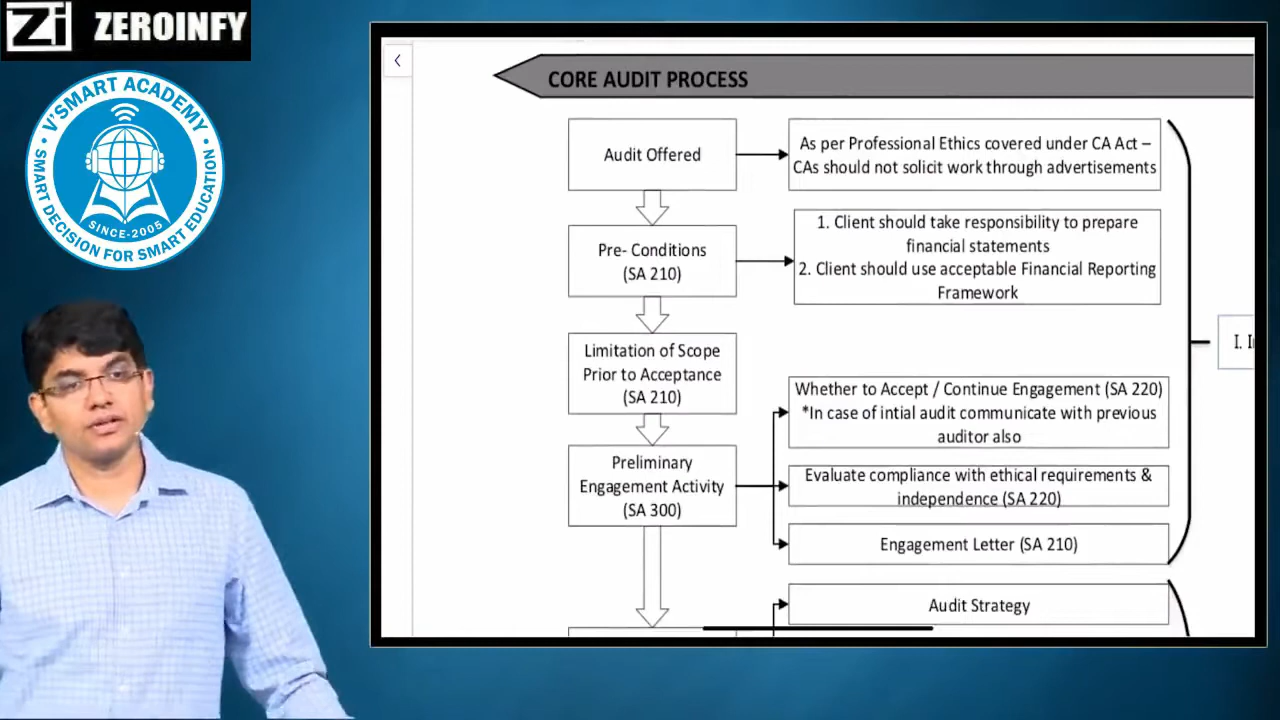 Zi ZEROINFY
V'SMART ACADEMY
SINCE-2005
SMART DECISION FOR SMART EDUCATION
CORE AUDIT PROCESS
Audit Offered
As per Professional Ethics covered under CA Act –
CAs should not solicit work through advertisements
Pre- Conditions
(SA 210)
1. Client should take responsibility to prepare
financial statements
2. Client should use acceptable Financial Reporting
Framework
Limitation of Scope
Prior to Acceptance
(SA 210)
I.
Preliminary
Engagement Activity
(SA 300)
Whether to Accept / Continue Engagement (SA 220)
*In case of intial audit communicate with previous
auditor also
Evaluate compliance with ethical requirements &
independence (SA 220)
Engagement Letter (SA 210)
Audit Strategy